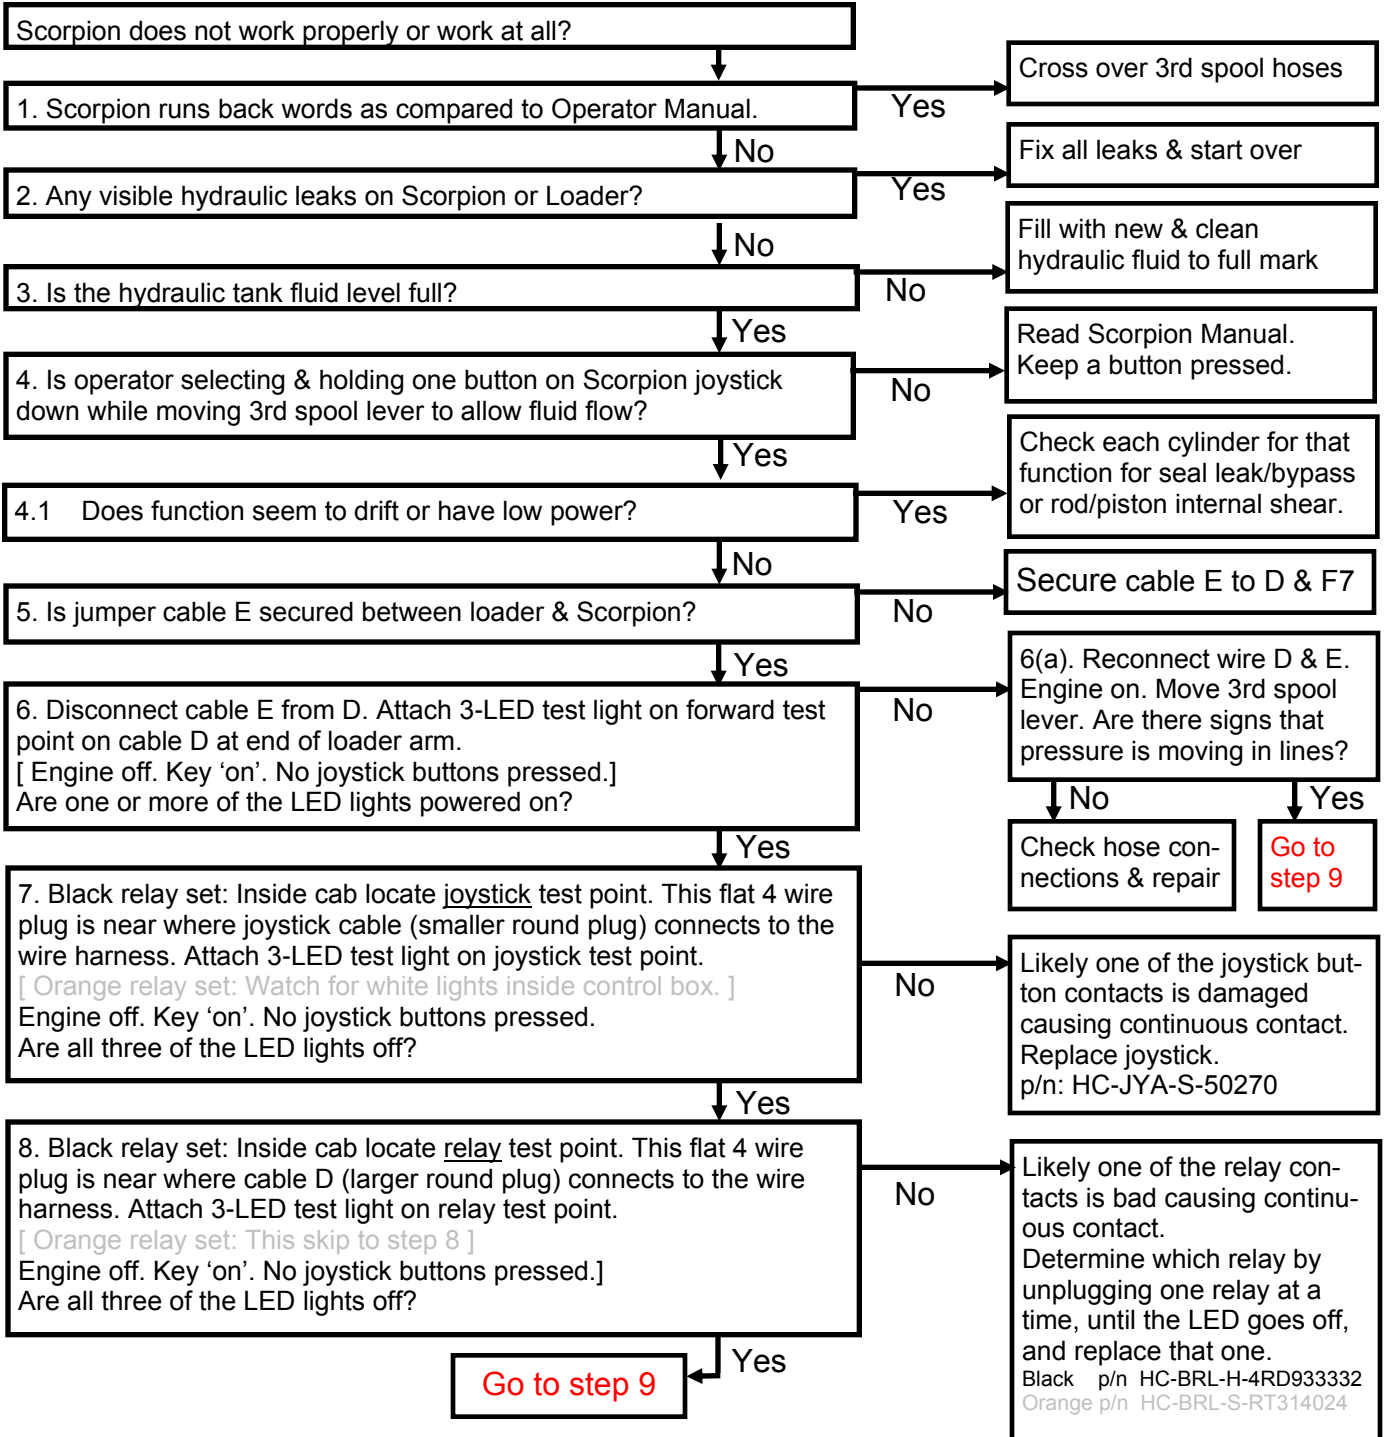 Scorpion does not work properly or work at all?
Cross over 3rd spool hoses
1. Scorpion runs back words as compared to Operator Manual.
Yes
No
Fix all leaks & start over
2. Any visible hydraulic leaks on Scorpion or Loader?
Yes
No
Fill with new & clean
hydraulic fluid to full mark
3. Is the hydraulic tank fluid level full?
No
Yes
Read Scorpion Manual.
Keep a button pressed.
4. Is operator selecting & holding one button on Scorpion joystick
down while moving 3rd spool lever to allow fluid flow?
No
Yes
Check each cylinder for that
function for seal leak/bypass
or rod/piston internal shear.
4.1 Does function seem to drift or have low power?
Yes
No
Secure cable E to D & F7
5. Is jumper cable E secured between loader & Scorpion?
No
Yes
6. Disconnect cable E from D. Attach 3-LED test light on forward test
point on cable D at end of loader arm.
[ Engine off. Key ‘on’. No joystick buttons pressed.]
Are one or more of the LED lights powered on?
No
6(a). Reconnect wire D & E.
Engine on. Move 3rd spool
lever. Are there signs that
pressure is moving in lines?
No
Yes
Check hose con-
nections & repair
Go to
step 9
Yes
7. Black relay set: Inside cab locate joystick test point. This flat 4 wire
plug is near where joystick cable (smaller round plug) connects to the
wire harness. Attach 3-LED test light on joystick test point.
[ Orange relay set: Watch for white lights inside control box. ]
Engine off. Key ‘on’. No joystick buttons pressed.
Are all three of the LED lights off?
No
Likely one of the joystick but-
ton contacts is damaged
causing continuous contact.
Replace joystick.
p/n: HC-JYA-S-50270
Yes
8. Black relay set: Inside cab locate relay test point. This flat 4 wire
plug is near where cable D (larger round plug) connects to the wire
harness. Attach 3-LED test light on relay test point.
[ Orange relay set: This skip to step 8 ]
Engine off. Key ‘on’. No joystick buttons pressed.]
Are all three of the LED lights off?
No
Likely one of the relay con-
tacts is bad causing continu-
ous contact.
Determine which relay by
unplugging one relay at a
time, until the LED goes off,
and replace that one.
Black p/n HC-BRL-H-4RD933332
Orange p/n HC-BRL-S-RT314024
Yes
Go to step 9